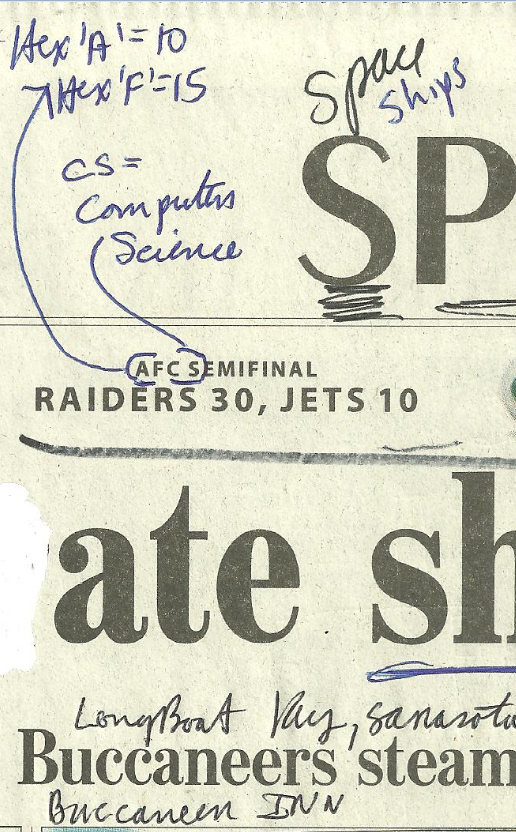 Hex 'A' = 10
Hex 'F' = 15
Space
Ships
CS =
Computers
Science
SP
AFC SEMIFINAL
RAIDERS 30, JETS 10
ate sh
LongBoat Key, Sarasota
Buccaneers steam
Buccaneer INN